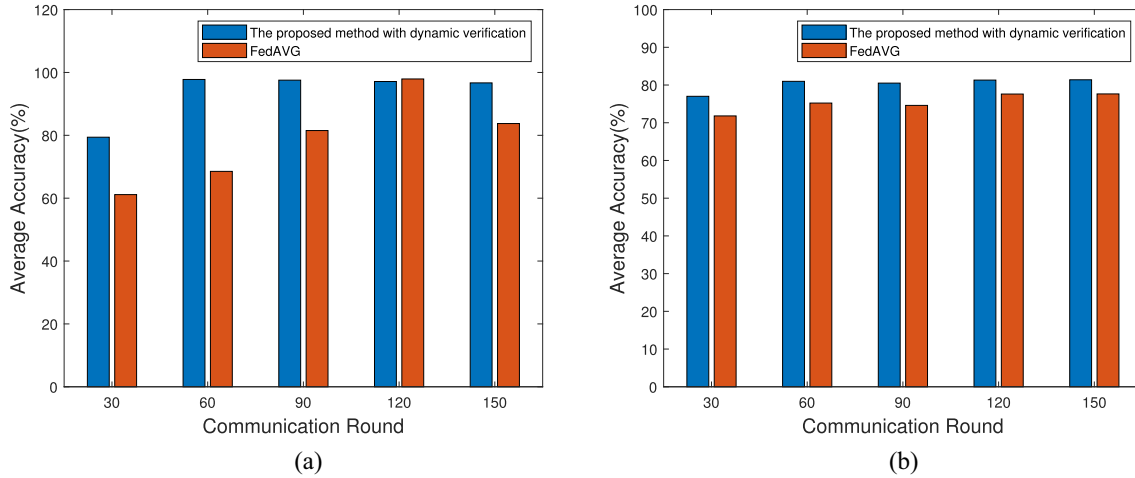 120
100
80
60
40
20
0
Average Accuracy(%)
The proposed method with dynamic verification
FedAVG
30 60 90 120 150
Communication Round
(a)
100
90
80
70
60
50
40
30
20
10
0
Average Accuracy(%)
The proposed method with dynamic verification
FedAVG
30 60 90 120 150
Communication Round
(b)